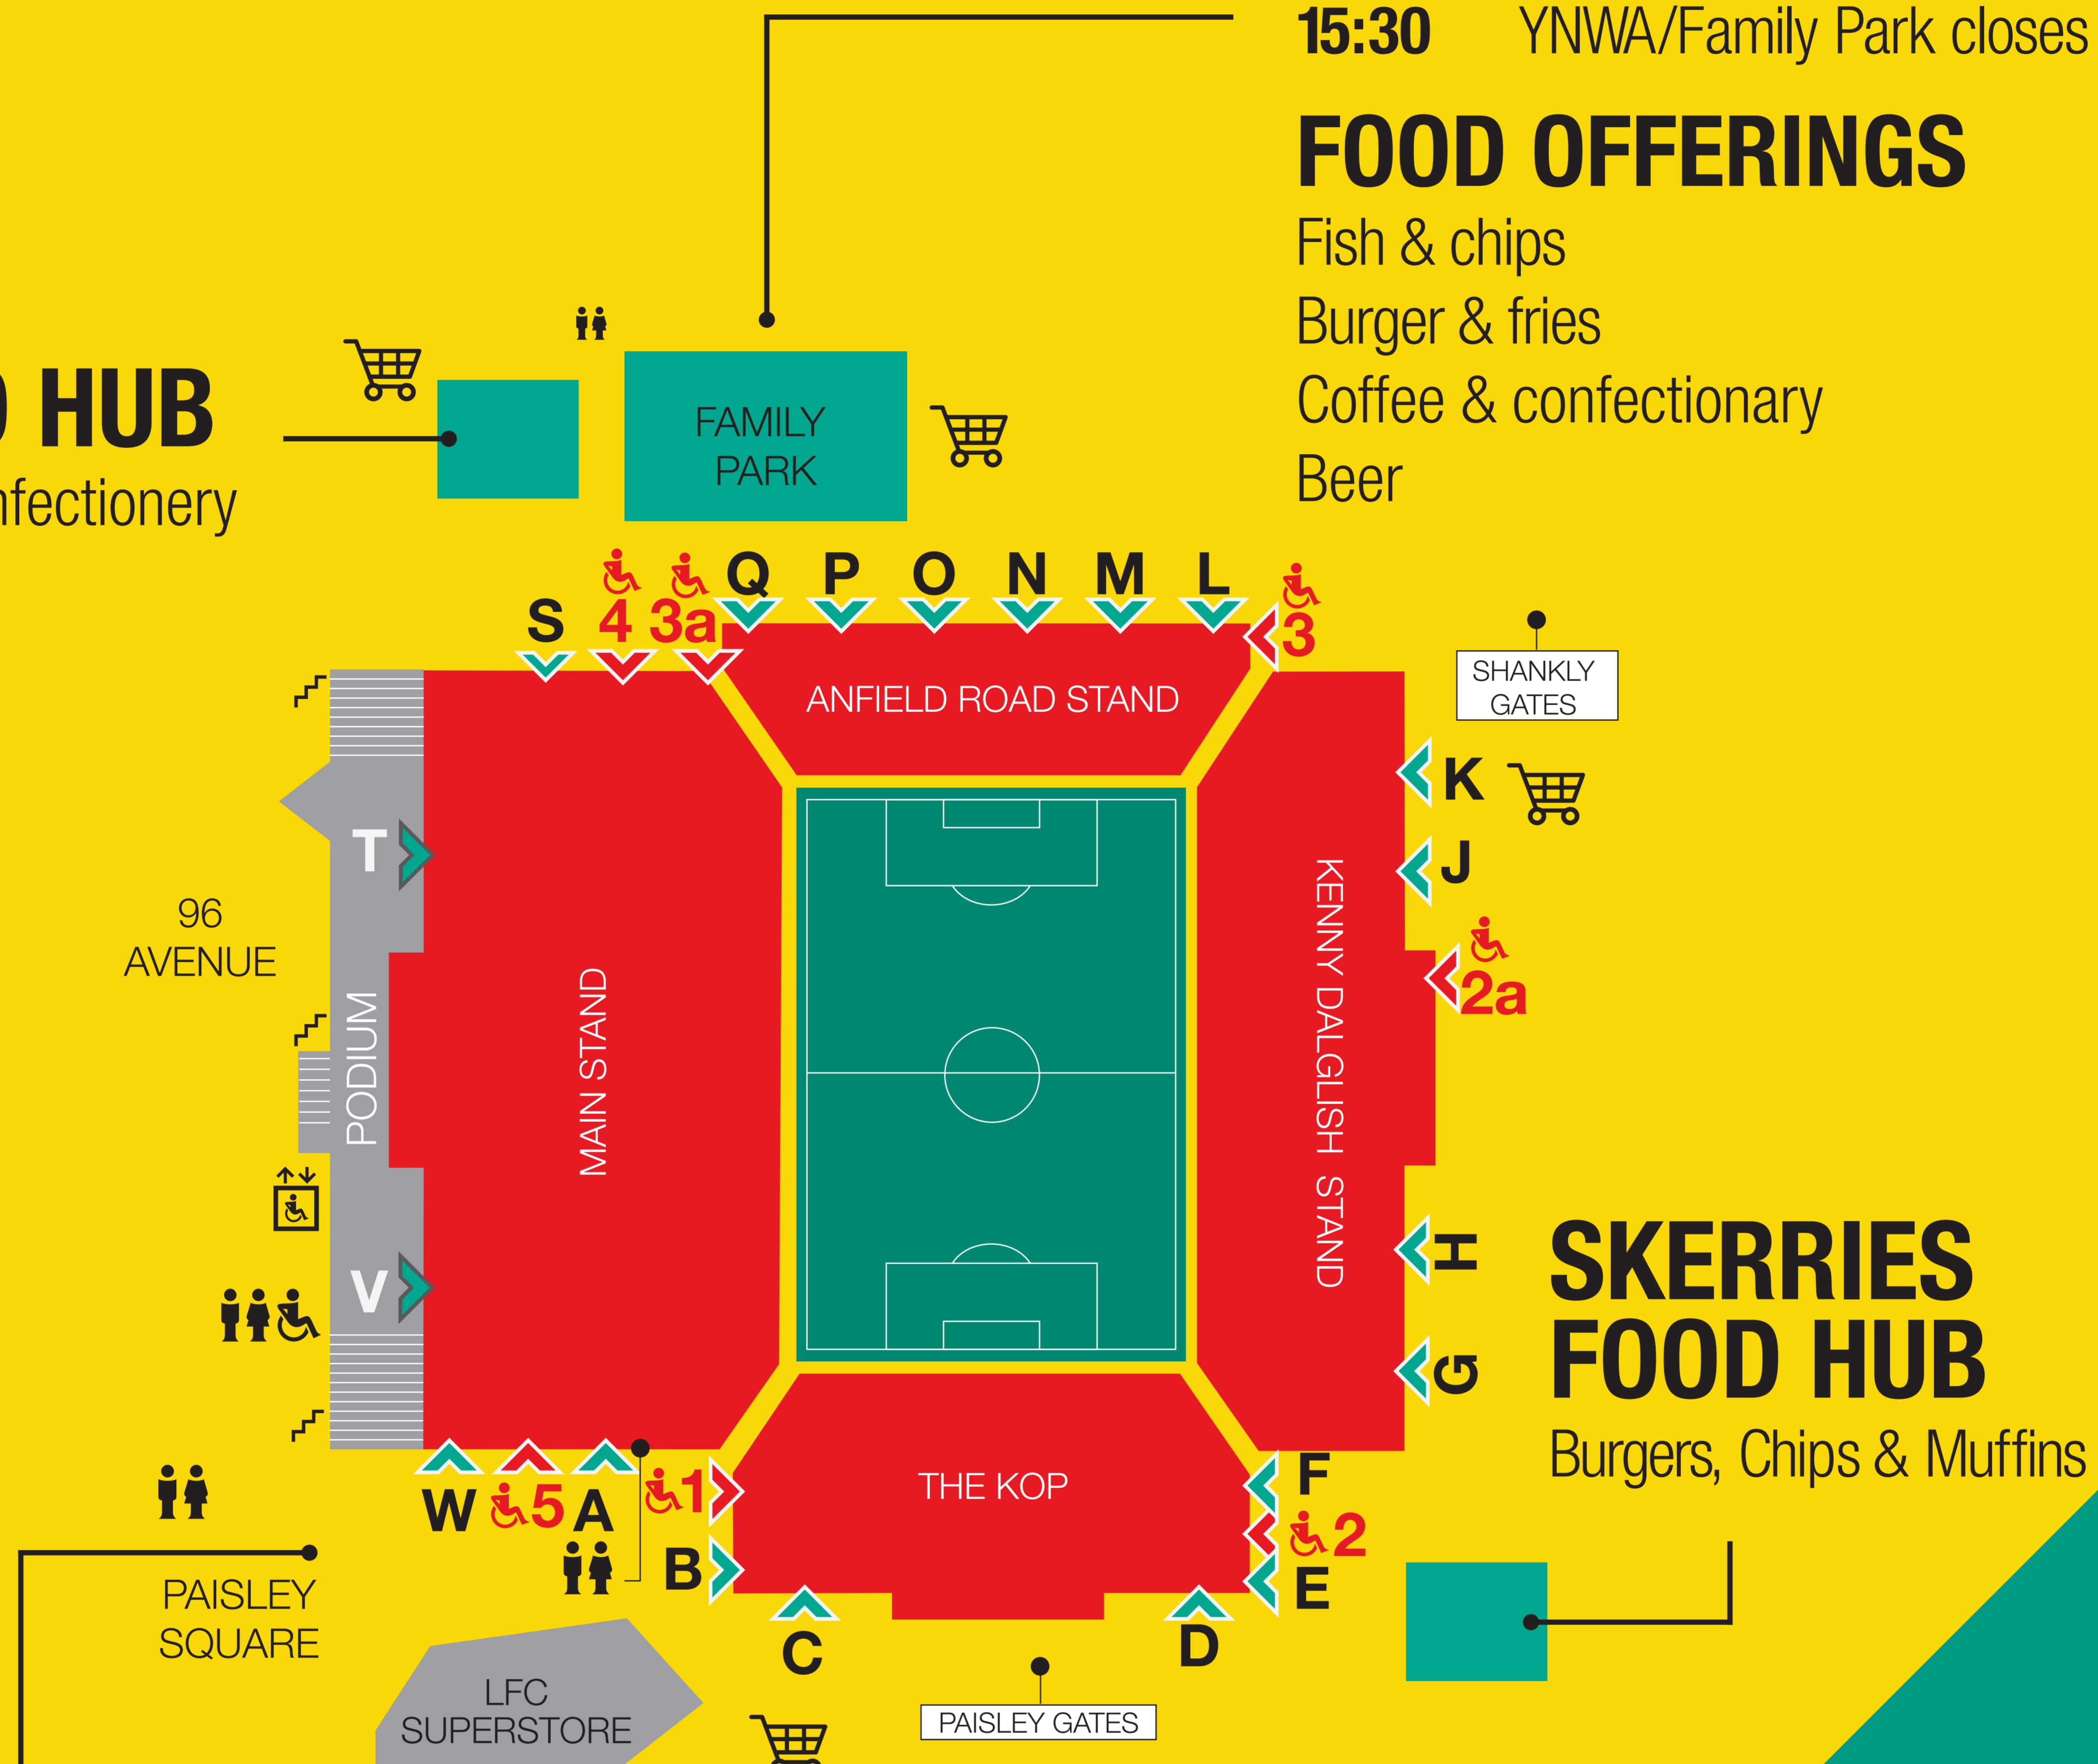 15:30 YNWA/Family Park closes
FOOD OFFERINGS
Fish & chips
Burger & fries
Coffee & confectionary
Beer
HUB
nfectionery
FAMILY
PARK
S
4
3a
Q
P
O
N
M
L
3
ANFIELD ROAD STAND
SHANKLY
GATES
K
J
2a
T
96
AVENUE
PODIUM
MAIN STAND
KENNY DALGLISH STAND
V
H
G
SKERRIES
FOOD HUB
Burgers, Chips & Muffins
W
5
A
1
B
THE KOP
F
2
E
C
D
PAISLEY
SQUARE
LFC
SUPERSTORE
PAISLEY GATES